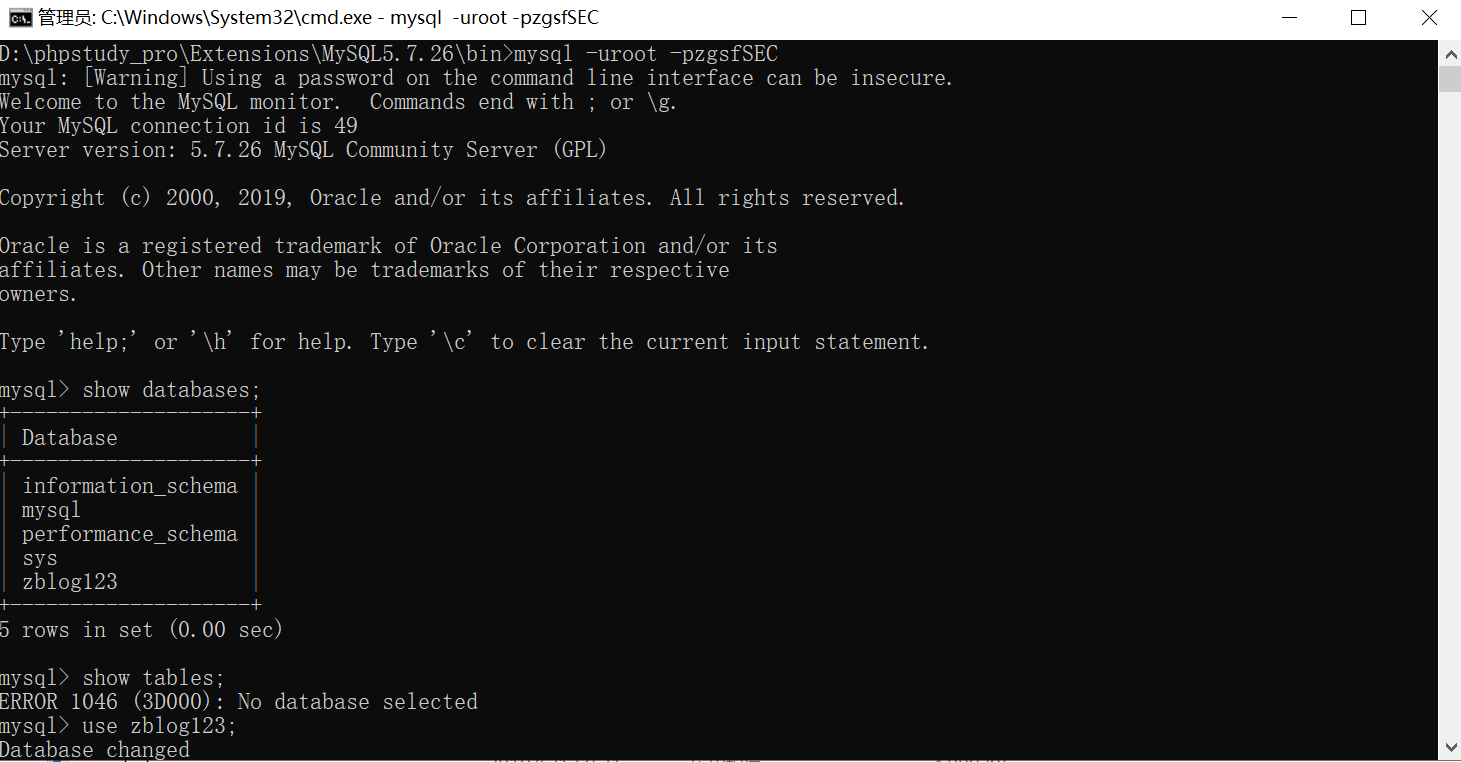 管理员: C:\Windows\System32\cmd.exe - mysql  -uroot -pzgsfSEC
D:\phpstudy_pro\Extensions\MySQL5.7.26\bin>mysql -uroot -pzgsfSEC
mysql: [Warning] Using a password on the command line interface can be insecure.
Welcome to the MySQL monitor.  Commands end with ; or \g.
Your MySQL connection id is 49
Server version: 5.7.26 MySQL Community Server (GPL)
Copyright (c) 2000, 2019, Oracle and/or its affiliates. All rights reserved.
Oracle is a registered trademark of Oracle Corporation and/or its
affiliates. Other names may be trademarks of their respective
owners.
Type 'help;' or '\h' for help. Type '\c' to clear the current input statement.
mysql> show databases;
+--------------------+
| Database           |
+--------------------+
| information_schema |
| mysql              |
| performance_schema |
| sys                |
| zblog123           |
+--------------------+
5 rows in set (0.00 sec)
mysql> show tables;
ERROR 1046 (3D000): No database selected
mysql> use zblog123;
Database changed